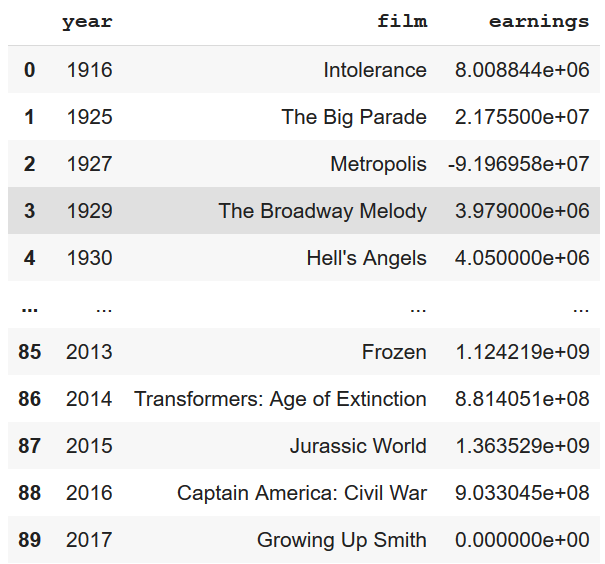 year film earnings
0 1916 Intolerance 8.008844e+06
1 1925 The Big Parade 2.175500e+07
2 1927 Metropolis -9.196958e+07
3 1929 The Broadway Melody 3.979000e+06
4 1930 Hell's Angels 4.050000e+06
... ... ... ...
85 2013 Frozen 1.124219e+09
86 2014 Transformers: Age of Extinction 8.814051e+08
87 2015 Jurassic World 1.363529e+09
88 2016 Captain America: Civil War 9.033045e+08
89 2017 Growing Up Smith 0.000000e+00